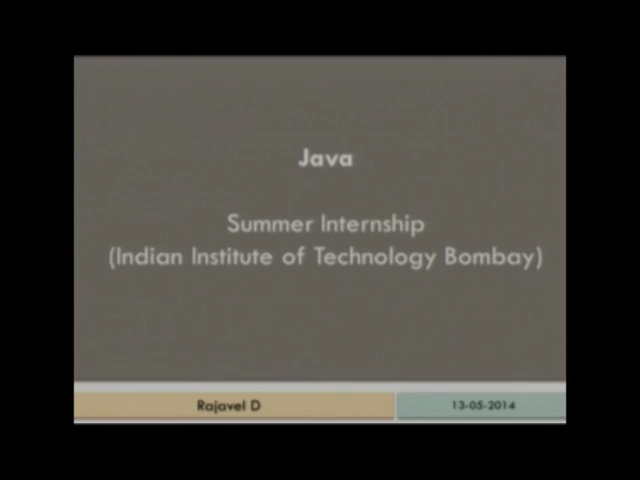 Java
Summer Internship
(Indian Institute of Technology Bombay)
Rajavel D
13-05-2014